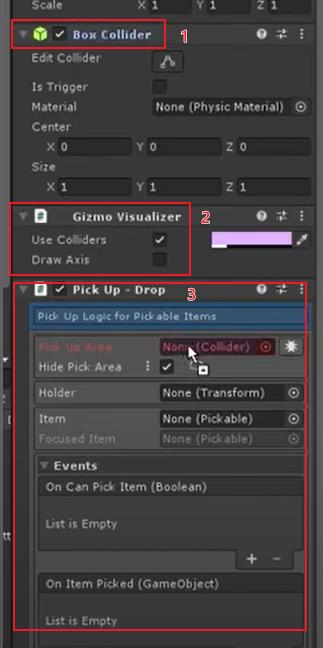 Scale X 1 Y 1 Z 1
Box Collider 1
Edit Collider
Is Trigger
Material None (Physic Material)
Center
X 0 Y 0 Z 0
Size
X 1 Y 1 Z 1
Gizmo Visualizer 2
Use Colliders
Draw Axis
Pick Up - Drop 3
Pick Up Logic for Pickable Items
Pick Up Area None (Collider)
Hide Pick Area
Holder None (Transform)
Item None (Pickable)
Focused Item None (Pickable)
Events
On Can Pick Item (Boolean)
List is Empty
+ −
On Item Picked (GameObject)
List is Empty